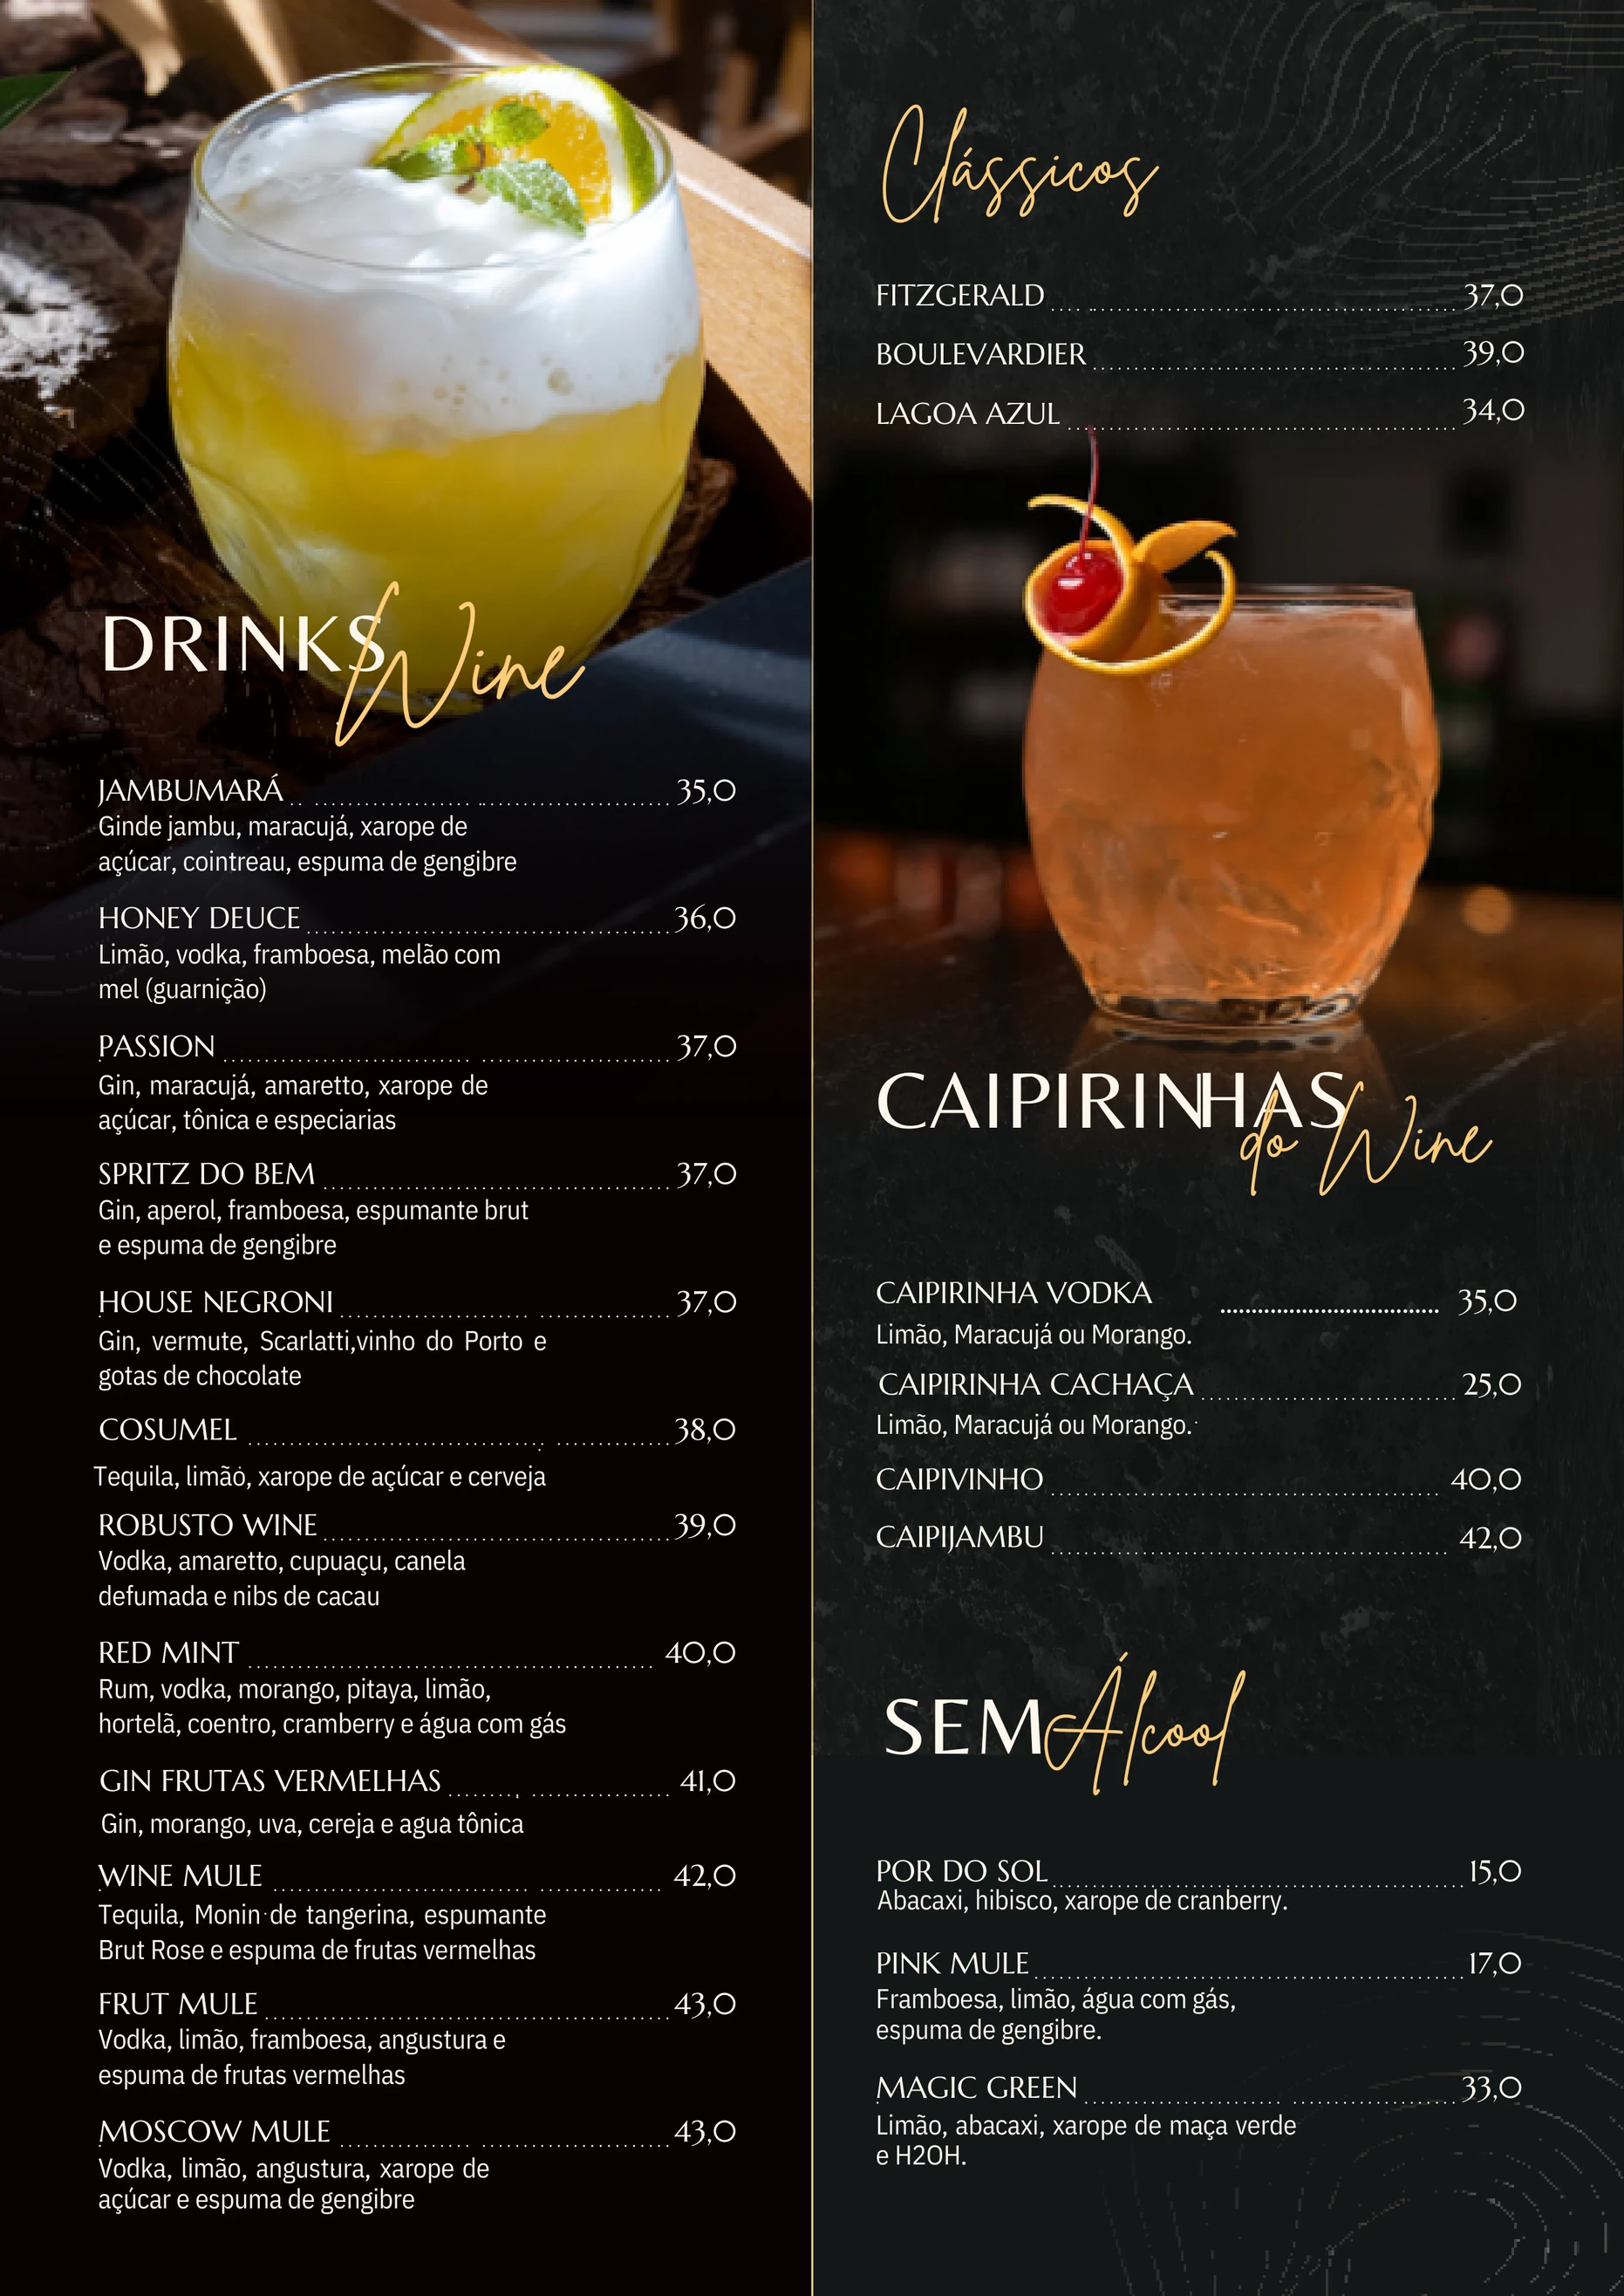 DRINKS Wine
JAMBUMARÁ 35,0
Ginde jambu, maracujá, xarope de
açúcar, cointreau, espuma de gengibre
HONEY DEUCE 36,0
Limão, vodka, framboesa, melão com
mel (guarnição)
PASSION 37,0
Gin, maracujá, amaretto, xarope de
açúcar, tônica e especiarias
SPRITZ DO BEM 37,0
Gin, aperol, framboesa, espumante brut
e espuma de gengibre
HOUSE NEGRONI 37,0
Gin, vermute, Scarlatti,vinho do Porto e
gotas de chocolate
COSUMEL 38,0
Tequila, limão, xarope de açúcar e cerveja
ROBUSTO WINE 39,0
Vodka, amaretto, cupuaçu, canela
defumada e nibs de cacau
RED MINT 40,0
Rum, vodka, morango, pitaya, limão,
hortelã, coentro, cramberry e água com gás
GIN FRUTAS VERMELHAS 41,0
Gin, morango, uva, cereja e agua tônica
WINE MULE 42,0
Tequila, Monin de tangerina, espumante
Brut Rose e espuma de frutas vermelhas
FRUT MULE 43,0
Vodka, limão, framboesa, angustura e
espuma de frutas vermelhas
MOSCOW MULE 43,0
Vodka, limão, angustura, xarope de
açúcar e espuma de gengibre
Clássicos
FITZGERALD 37,0
BOULEVARDIER 39,0
LAGOA AZUL 34,0
CAIPIRINHAS
do Wine
CAIPIRINHA VODKA 35,0
Limão, Maracujá ou Morango.
CAIPIRINHA CACHAÇA 25,0
Limão, Maracujá ou Morango.
CAIPIVINHO 40,0
CAIPIJAMBU 42,0
SEM Álcool
POR DO SOL 15,0
Abacaxi, hibisco, xarope de cranberry.
PINK MULE 17,0
Framboesa, limão, água com gás,
espuma de gengibre.
MAGIC GREEN 33,0
Limão, abacaxi, xarope de maça verde
e H2OH.